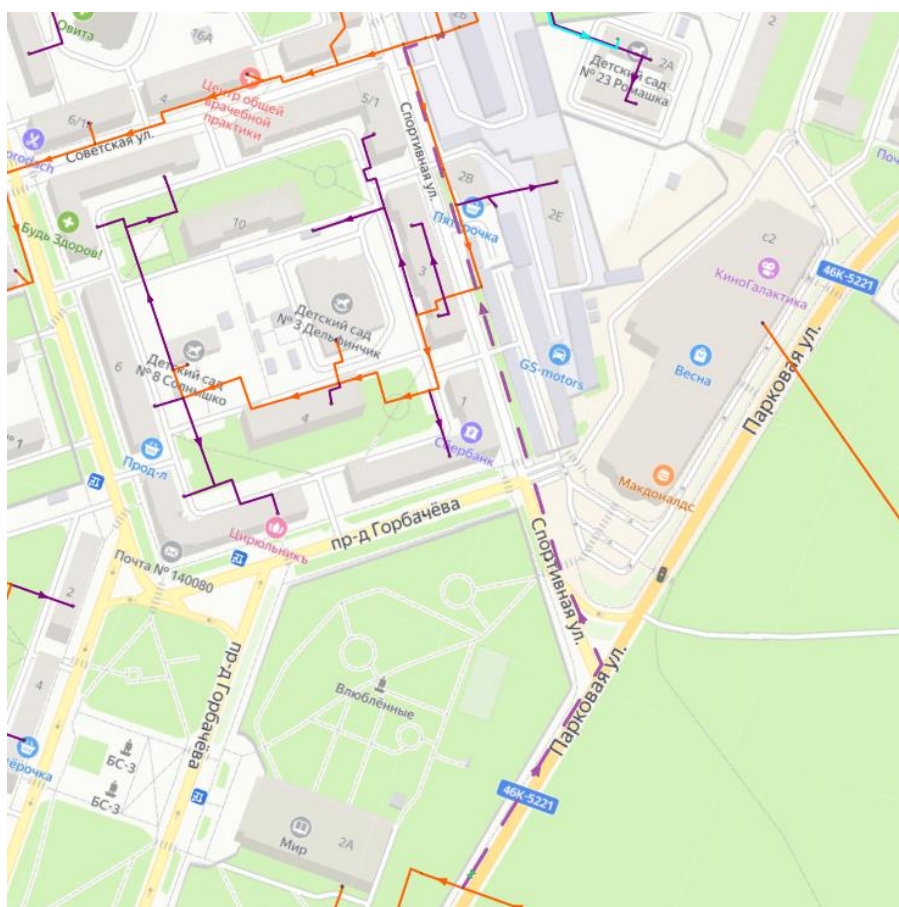 Овита
16А
2Б
2
Детский сад
№ 23 Ромашка
2А
4
6/1
Центр общей
врачебной
практики
5/1
Советская ул.
Спортивная ул.
2В
Пятёрочка
2Е
с2
КиноГалактика
46К-5221
Будь Здоров!
10
3
Детский сад
№ 3 Дельфинчик
Детский сад
№ 8 Солнышко
6
GS-motors
Весна
Парковая ул.
4
1
Сбербанк
№ 1
Прод-л
Макдоналдс
Цирюльникъ
пр-д Горбачёва
Почта № 140080
Спортивная ул.
2
пр-д Горбачёва
4
Влюблённые
Парковая ул.
БС-3
БС-3
46К-5221
Мир
2А